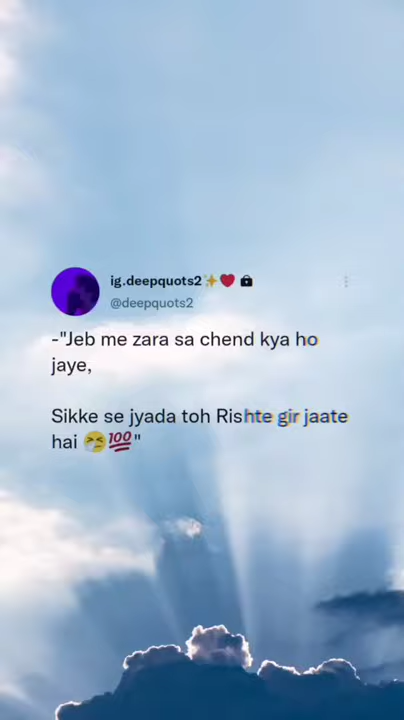 ig.deepquots2✨❤️💼
@deepquots2
-"Jeb me zara sa chend kya ho
jaye,
Sikke se jyada toh Rishte gir jaate
hai 🤧💯"